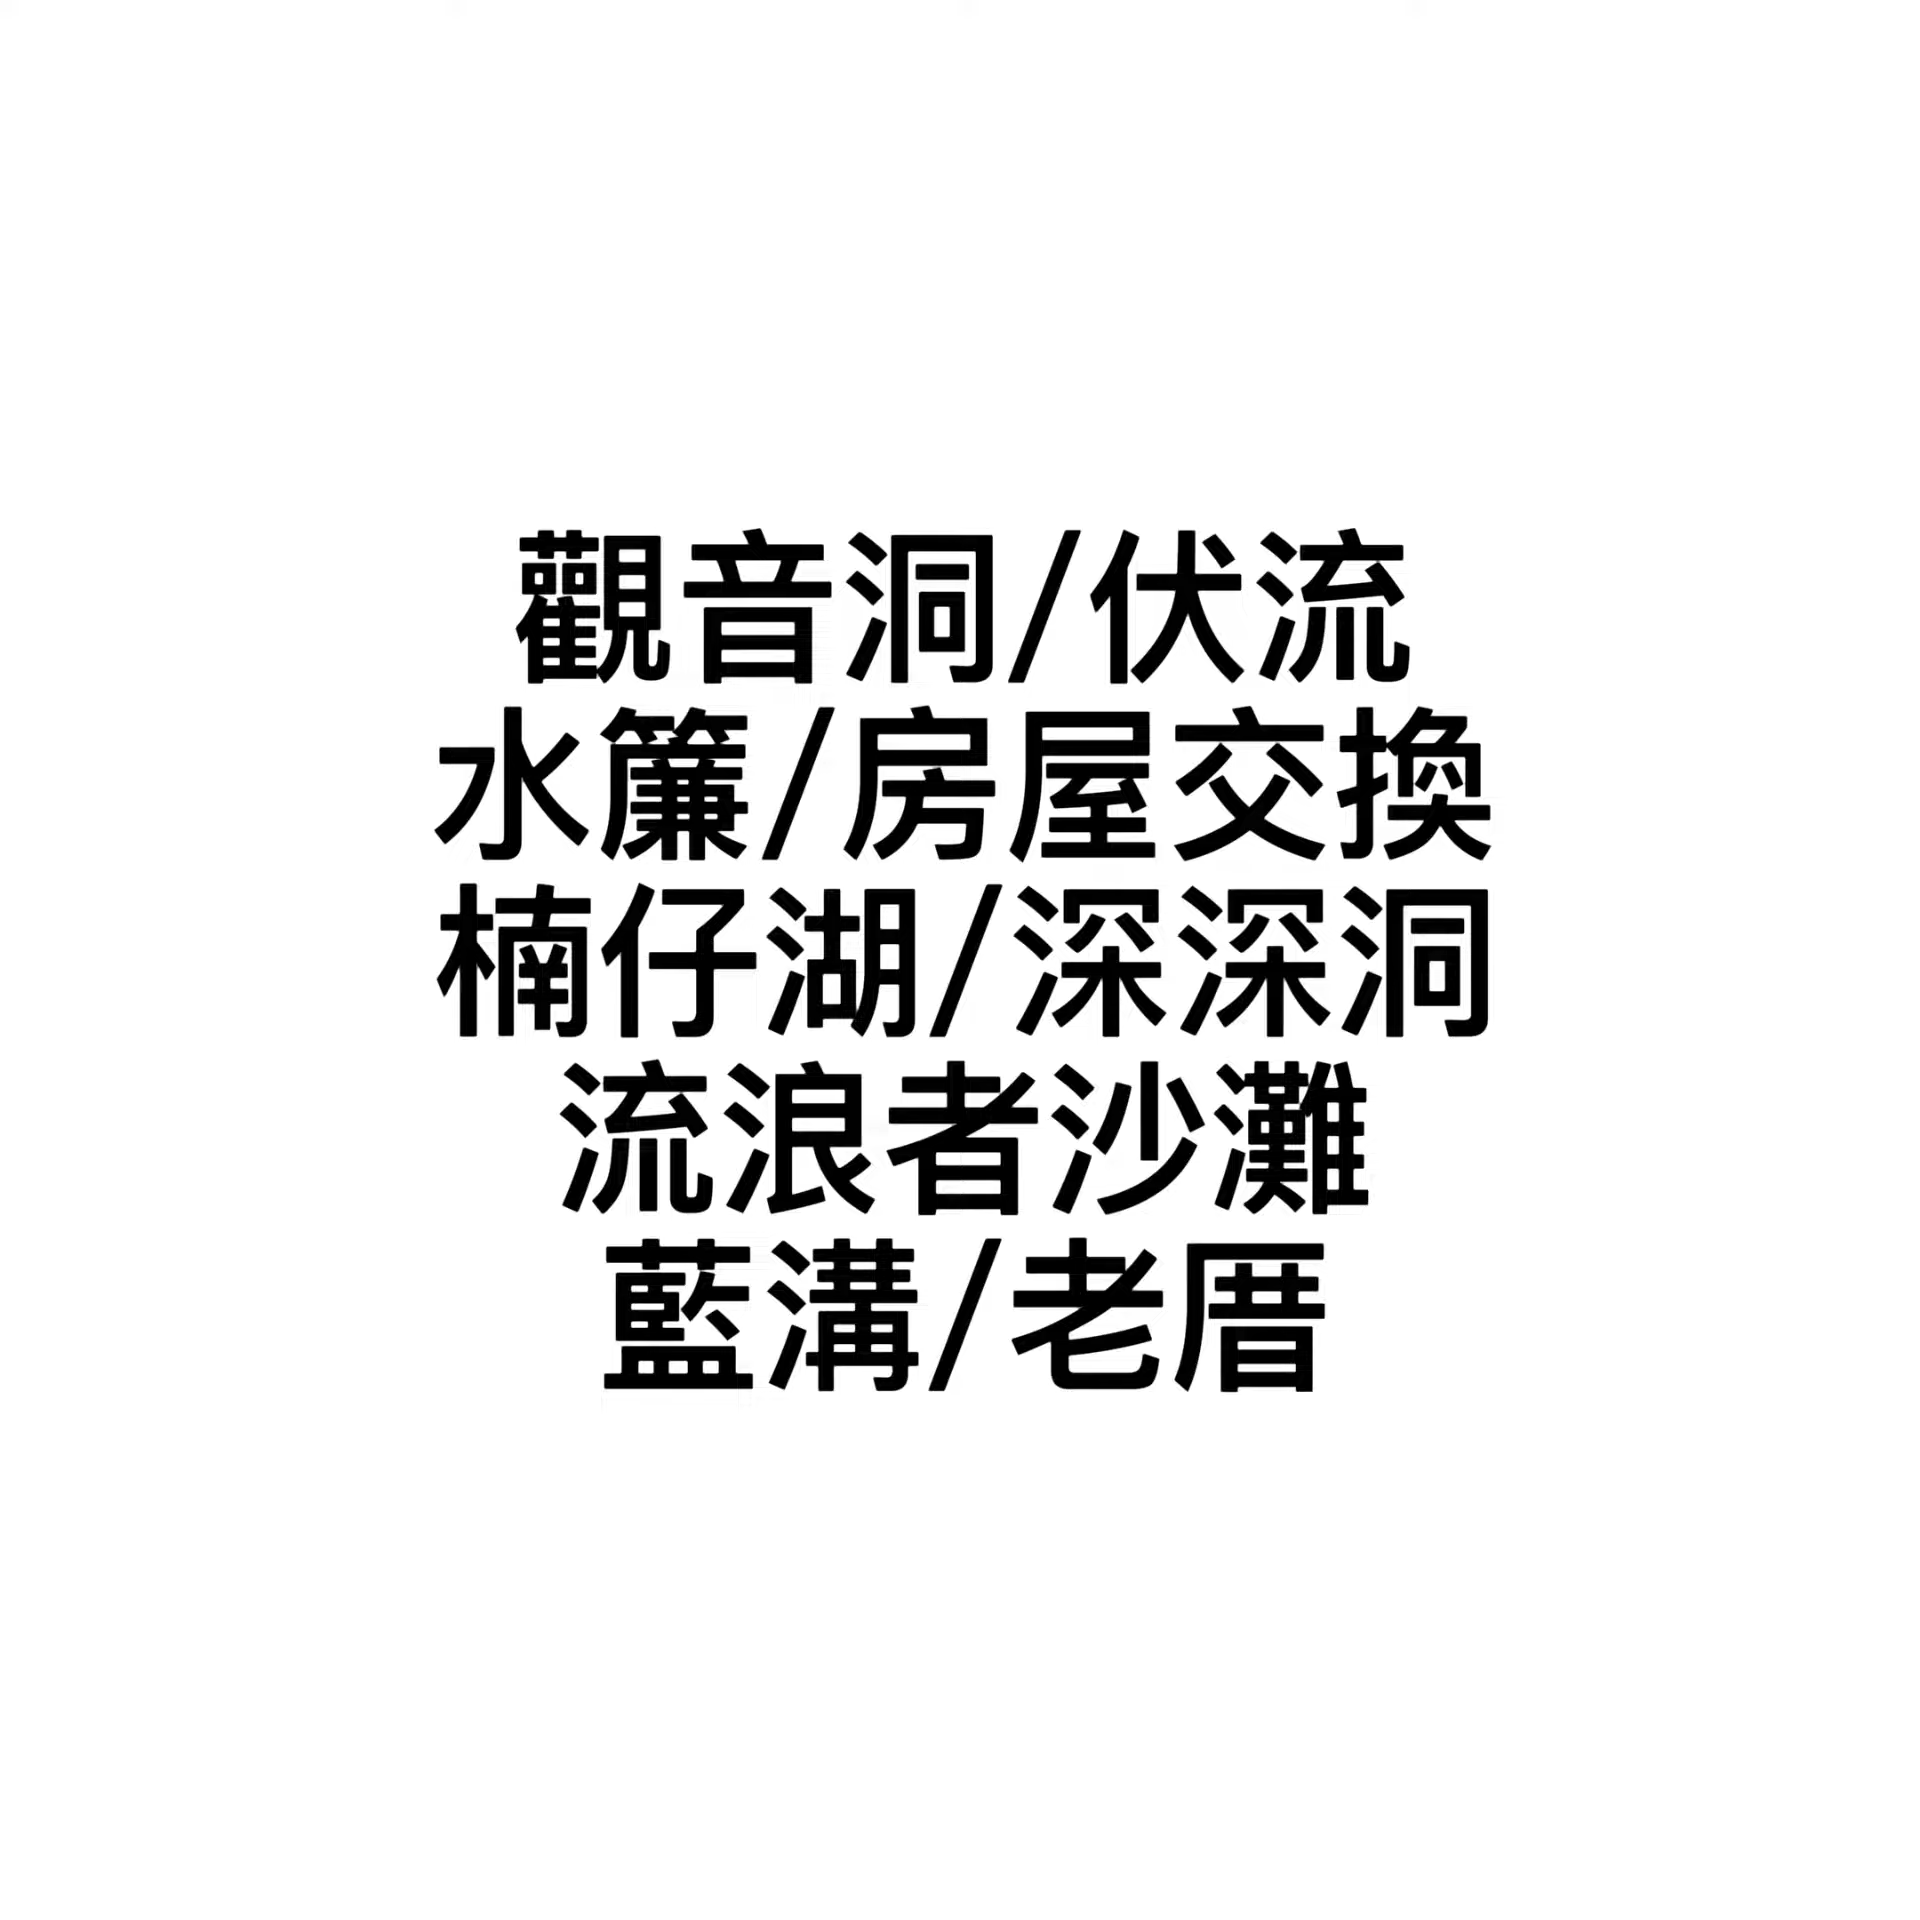 觀音洞/伏流
水簾/房屋交換
楠仔湖/深深洞
流浪者沙灘
藍溝/老厝